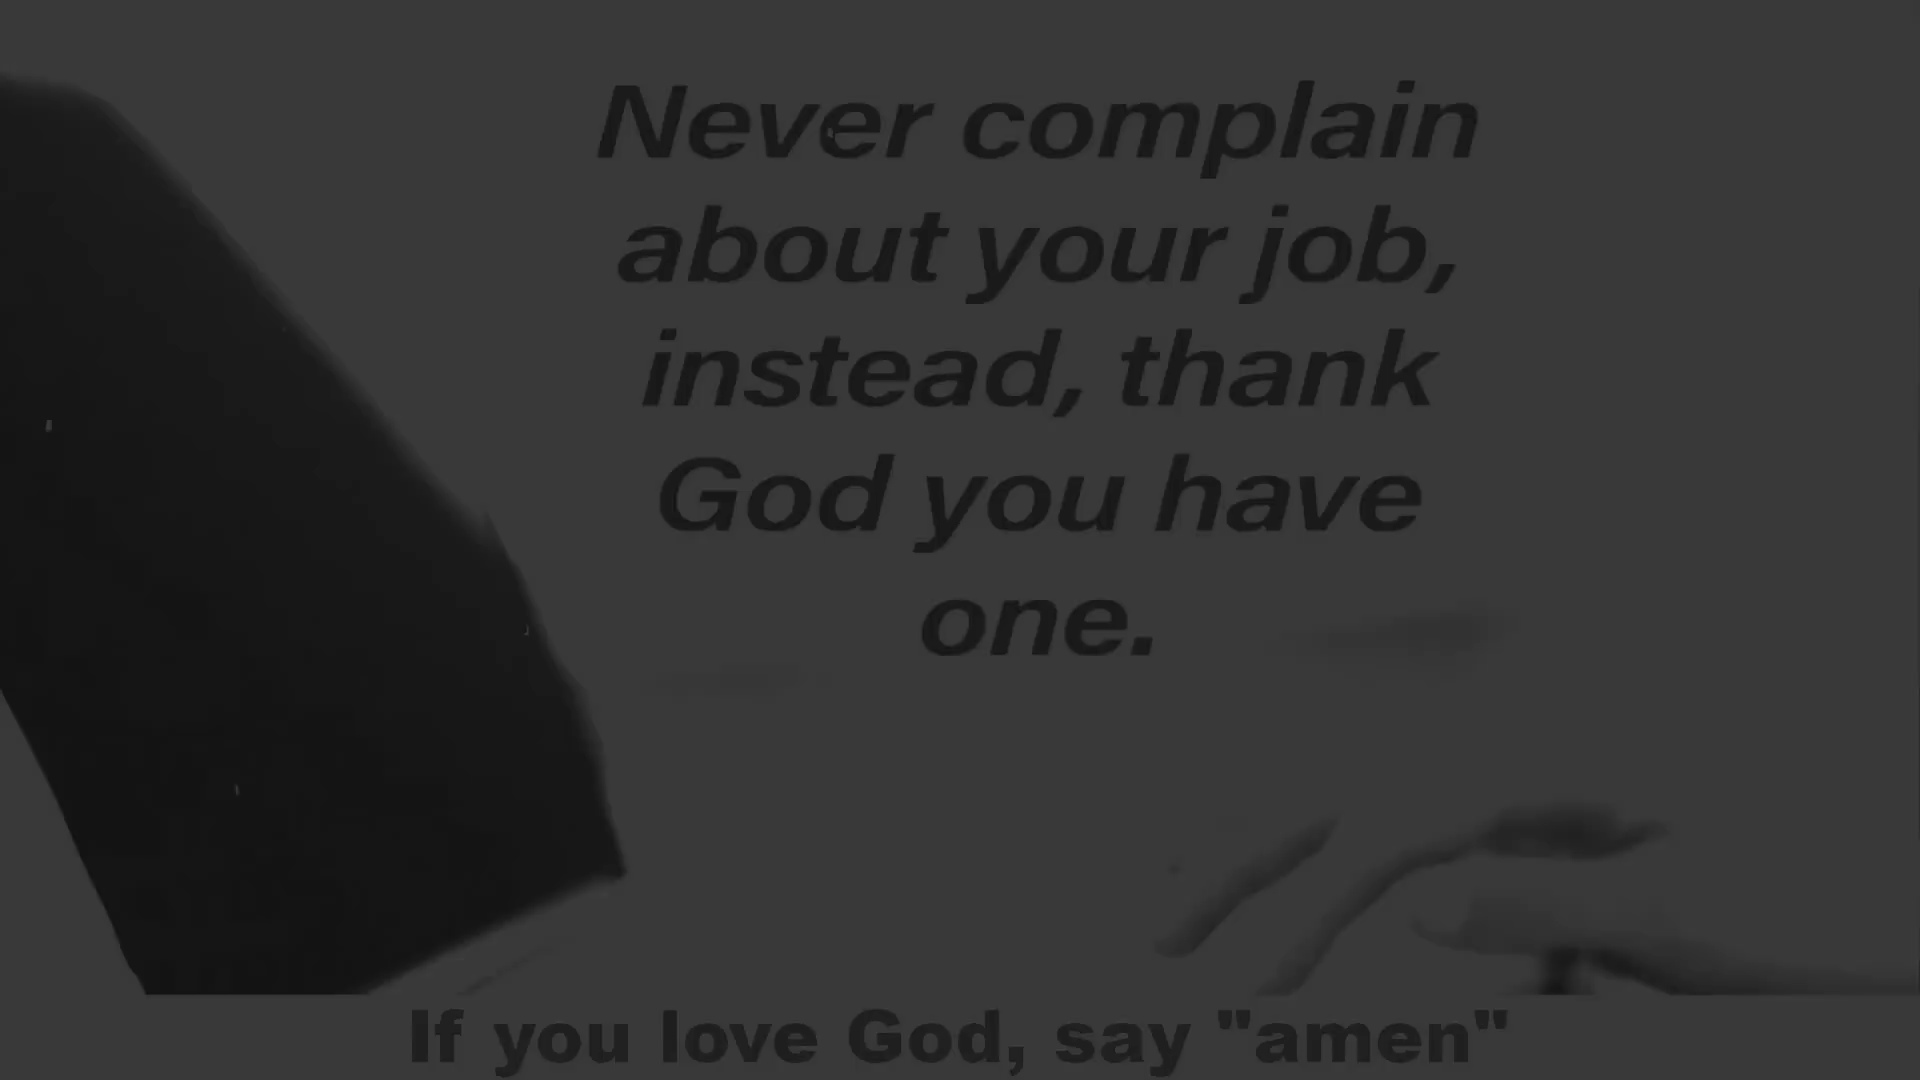 Never complain
about your job,
instead, thank
God you have
one.
If you love God, say "amen"